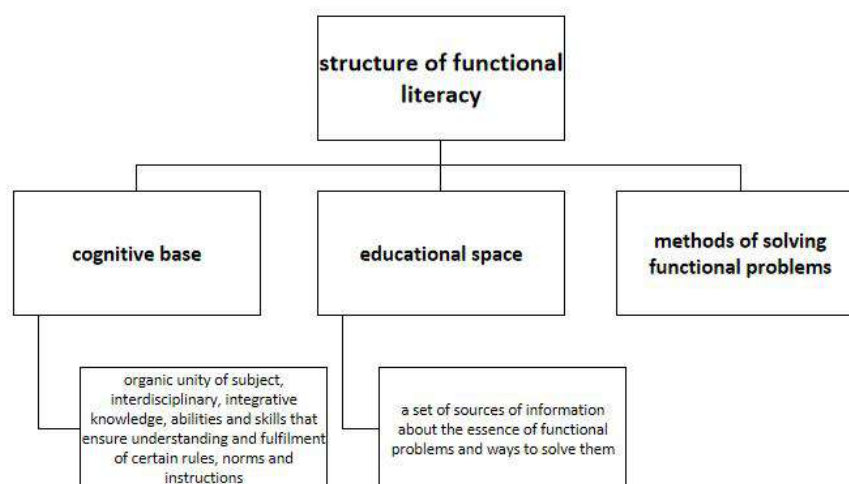 structure of functional
literacy
cognitive base
educational space
methods of solving
functional problems
organic unity of subject,
interdisciplinary, integrative
knowledge, abilities and skills that
ensure understanding and fulfilment
of certain rules, norms and
instructions
a set of sources of information
about the essence of functional
problems and ways to solve them